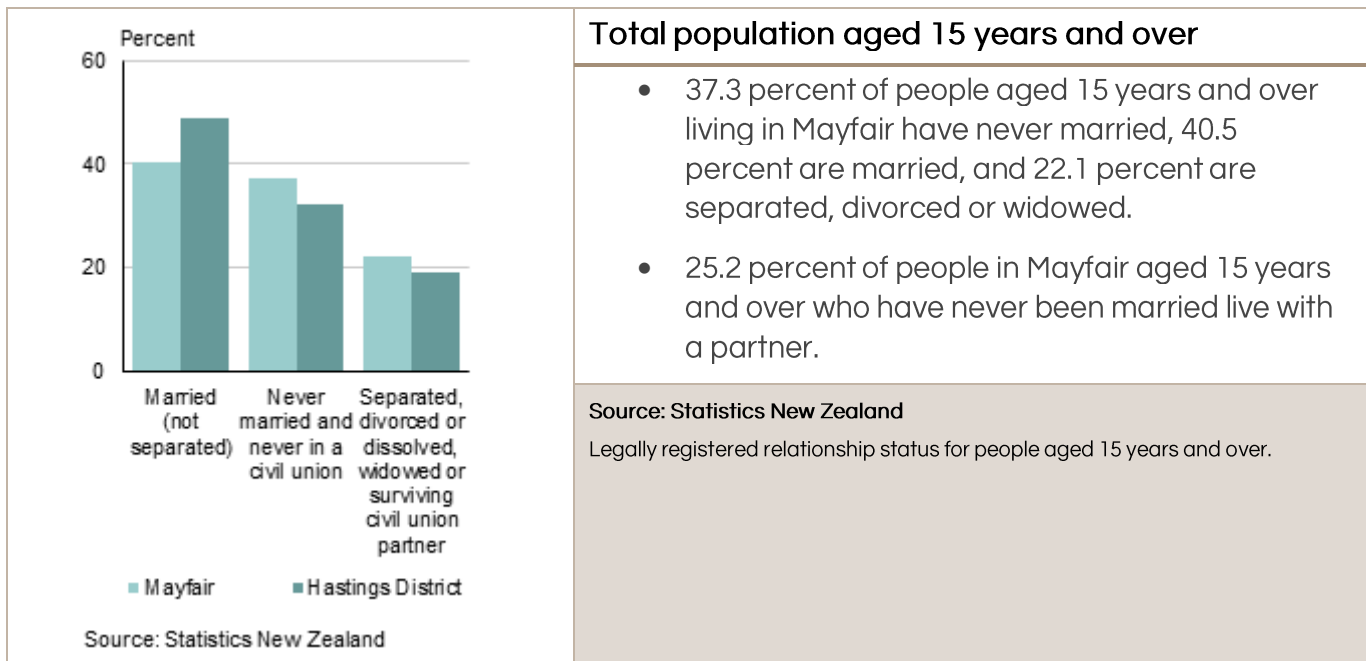 Percent
60
40
20
0
Married
(not
separated)
Never
married and
never in a
civil union
Separated,
divorced or
dissolved,
widowed or
surviving
civil union
partner
Mayfair
Hastings District
Source: Statistics New Zealand
Total population aged 15 years and over
• 37.3 percent of people aged 15 years and over
living in Mayfair have never married, 40.5
percent are married, and 22.1 percent are
separated, divorced or widowed.
• 25.2 percent of people in Mayfair aged 15 years
and over who have never been married live with
a partner.
Source: Statistics New Zealand
Legally registered relationship status for people aged 15 years and over.